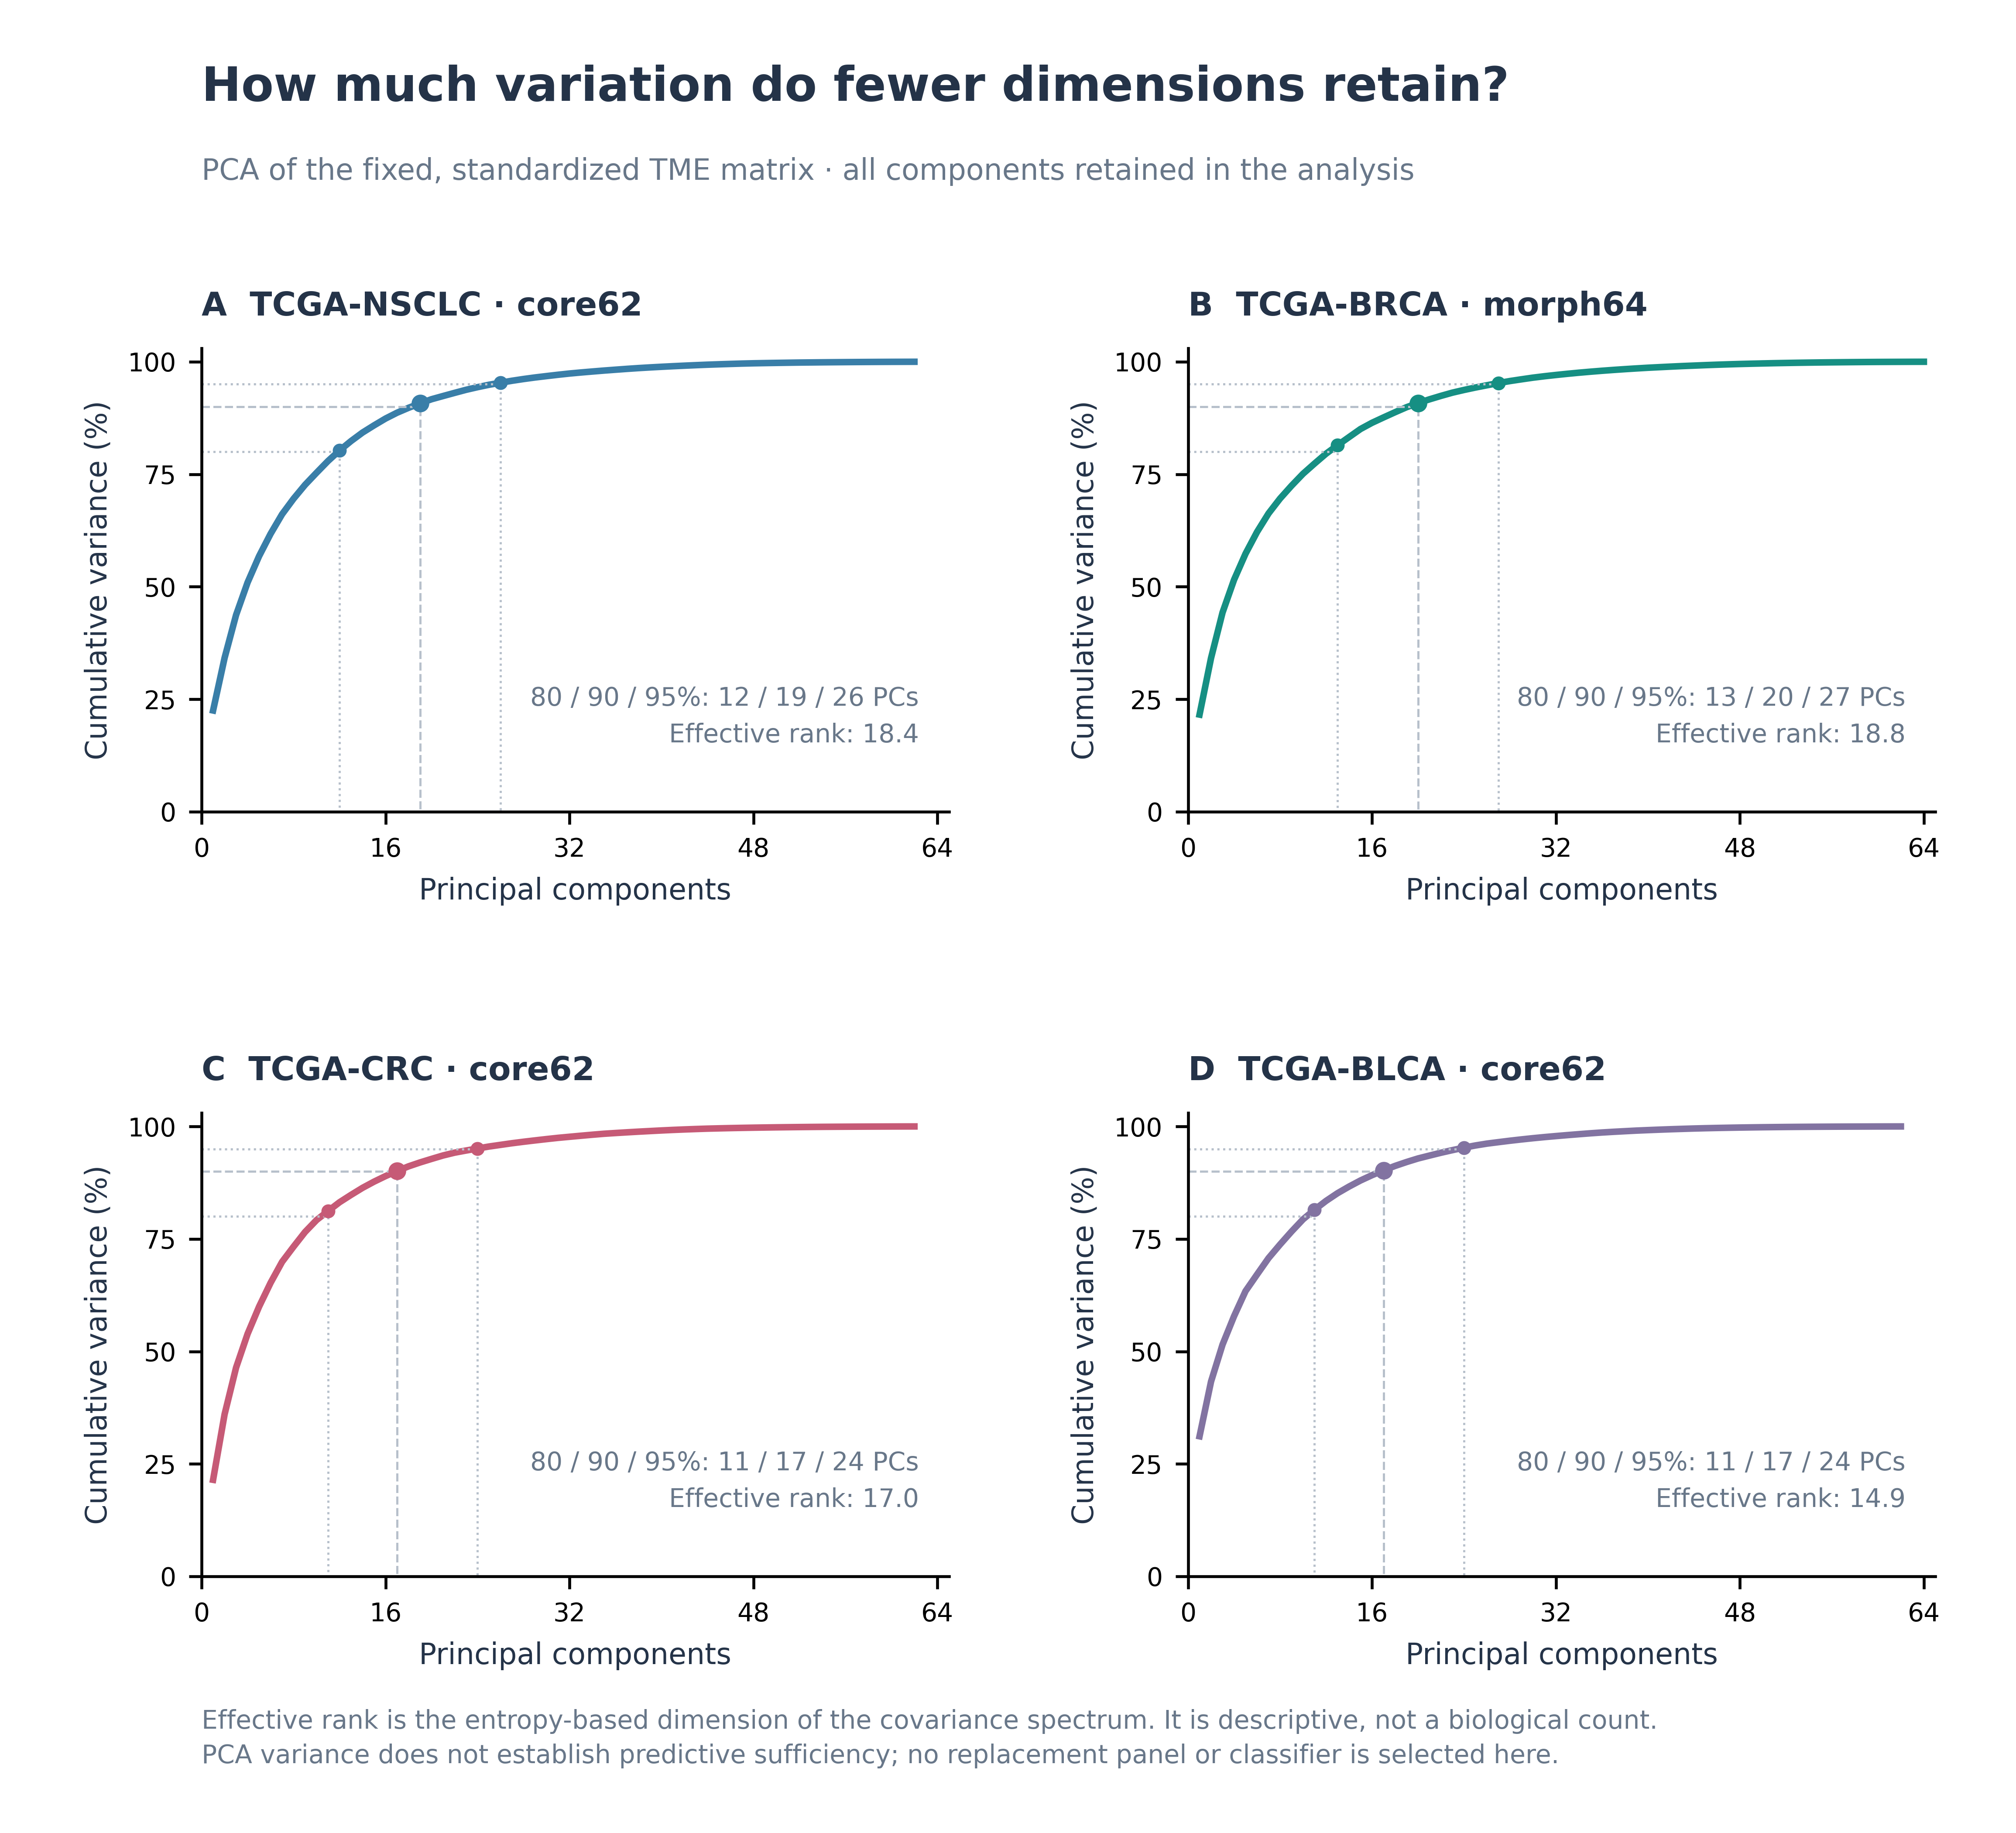 How much variation do fewer dimensions retain?
PCA of the fixed, standardized TME matrix · all components retained in the analysis
A TCGA-NSCLC · core62
Cumulative variance (%)
100
75
50
25
0
80 / 90 / 95%: 12 / 19 / 26 PCs
Effective rank: 18.4
0 16 32 48 64
Principal components
B TCGA-BRCA · morph64
Cumulative variance (%)
100
75
50
25
0
80 / 90 / 95%: 13 / 20 / 27 PCs
Effective rank: 18.8
0 16 32 48 64
Principal components
C TCGA-CRC · core62
Cumulative variance (%)
100
75
50
25
0
80 / 90 / 95%: 11 / 17 / 24 PCs
Effective rank: 17.0
0 16 32 48 64
Principal components
D TCGA-BLCA · core62
Cumulative variance (%)
100
75
50
25
0
80 / 90 / 95%: 11 / 17 / 24 PCs
Effective rank: 14.9
0 16 32 48 64
Principal components
Effective rank is the entropy-based dimension of the covariance spectrum. It is descriptive, not a biological count.
PCA variance does not establish predictive sufficiency; no replacement panel or classifier is selected here.